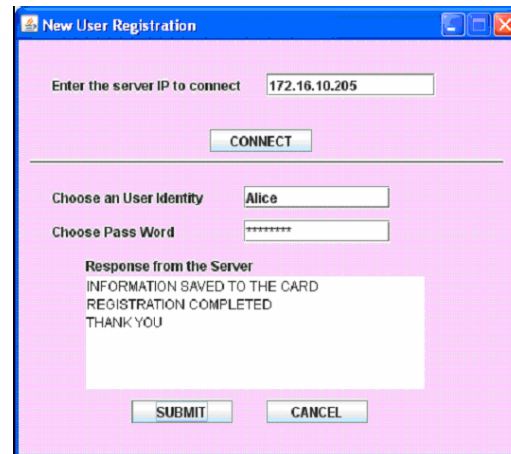 New User Registration
Enter the server IP to connect 172.16.10.205
CONNECT
Choose an User Identity Alice
Choose Pass Word ********
Response from the Server
INFORMATION SAVED TO THE CARD
REGISTRATION COMPLETED
THANK YOU
SUBMIT CANCEL